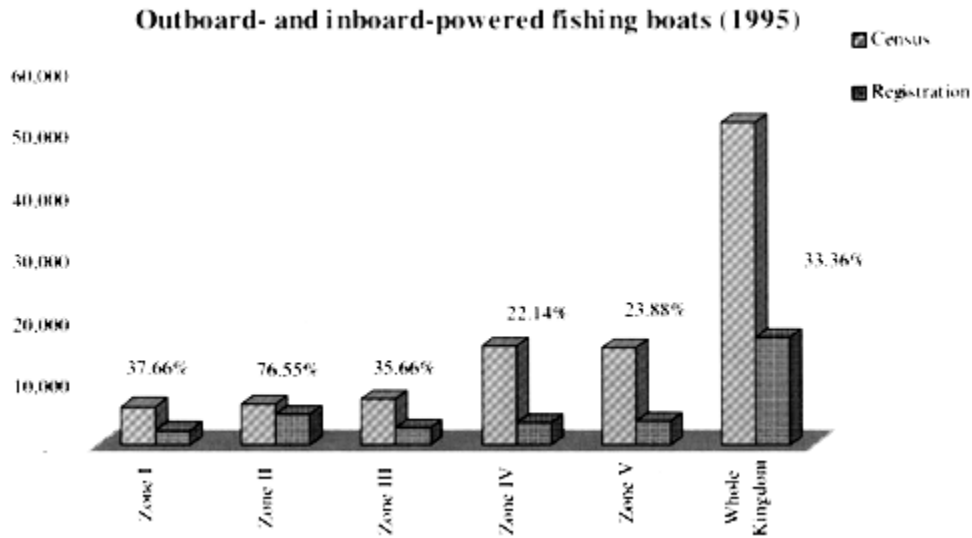 Outboard- and inboard-powered fishing boats (1995)
Census
Registration
60,000
50,000
40,000
30,000
20,000
10,000
-
37.66%
76.55%
35.66%
22.14%
23.88%
33.36%
Zone I
Zone II
Zone III
Zone IV
Zone V
Whole
Kingdom